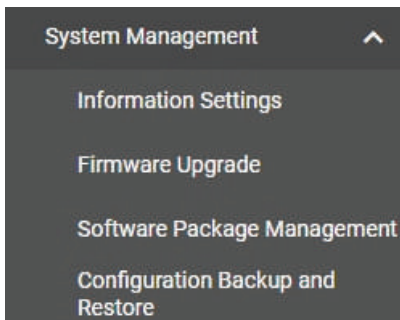 System Management
Information Settings
Firmware Upgrade
Software Package Management
Configuration Backup and
Restore